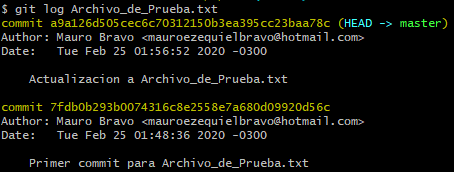 $ git log Archivo_de_Prueba.txt
commit a9a126d505cec6c70312150b3ea395cc23baa78c (HEAD -> master)
Author: Mauro Bravo <mauroezequielbravo@hotmail.com>
Date:   Tue Feb 25 01:56:52 2020 -0300
    Actualizacion a Archivo_de_Prueba.txt
commit 7fdb0b293b0074316c8e2558e7a680d09920d56c
Author: Mauro Bravo <mauroezequielbravo@hotmail.com>
Date:   Tue Feb 25 01:48:36 2020 -0300
    Primer commit para Archivo_de_Prueba.txt